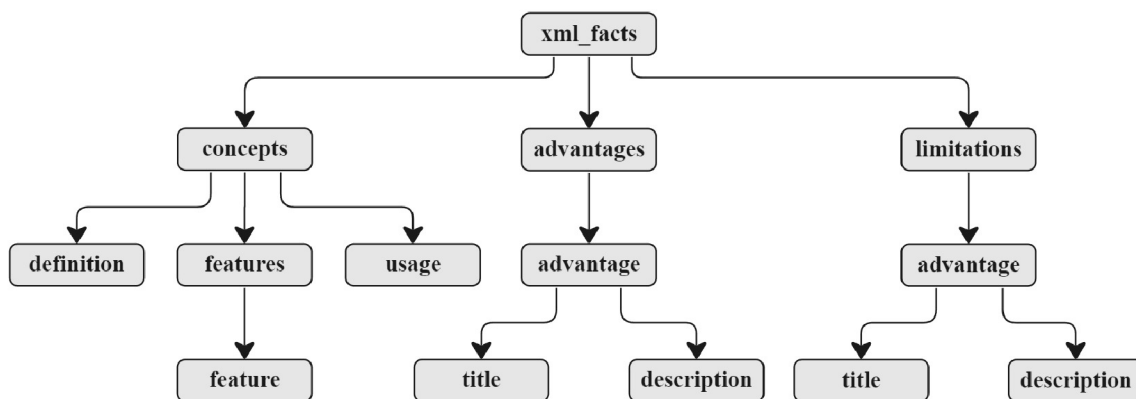 xml_facts
concepts
advantages
limitations
definition
features
usage
advantage
advantage
feature
title
description
title
description